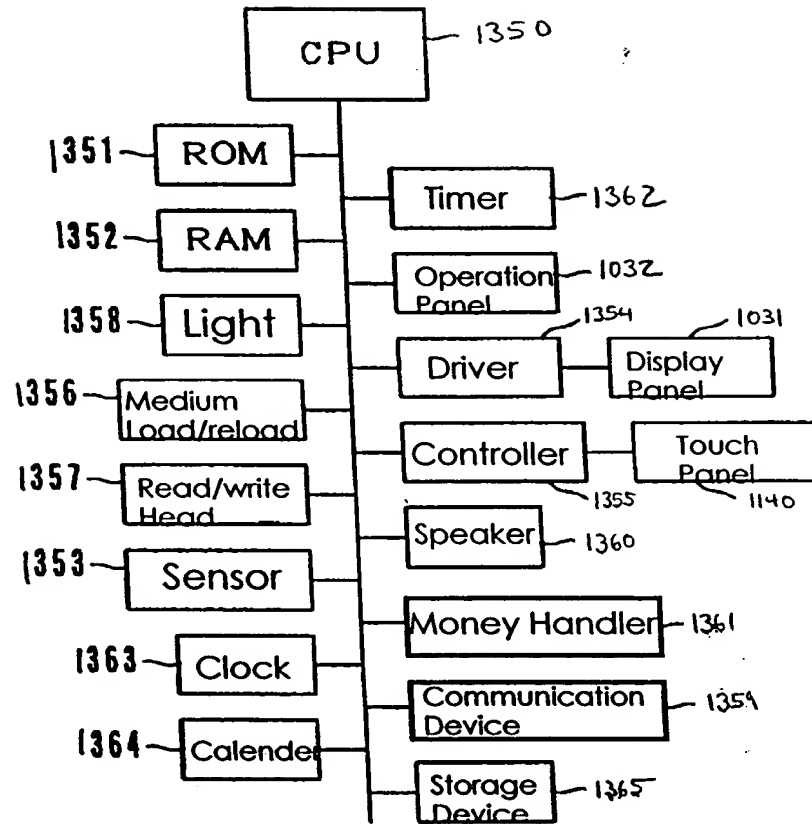 CPU
1350
1351
ROM
1352
RAM
Timer
1362
1358
Light
Operation
Panel
1032
1354
1031
1356
Medium
Load/reload
Driver
Display
Panel
1357
Read/write
Head
Controller
1355
Touch
Panel
1140
1353
Sensor
Speaker
1360
1363
Clock
Money Handler
1361
1364
Calender
Communication
Device
1359
Storage
Device
1365